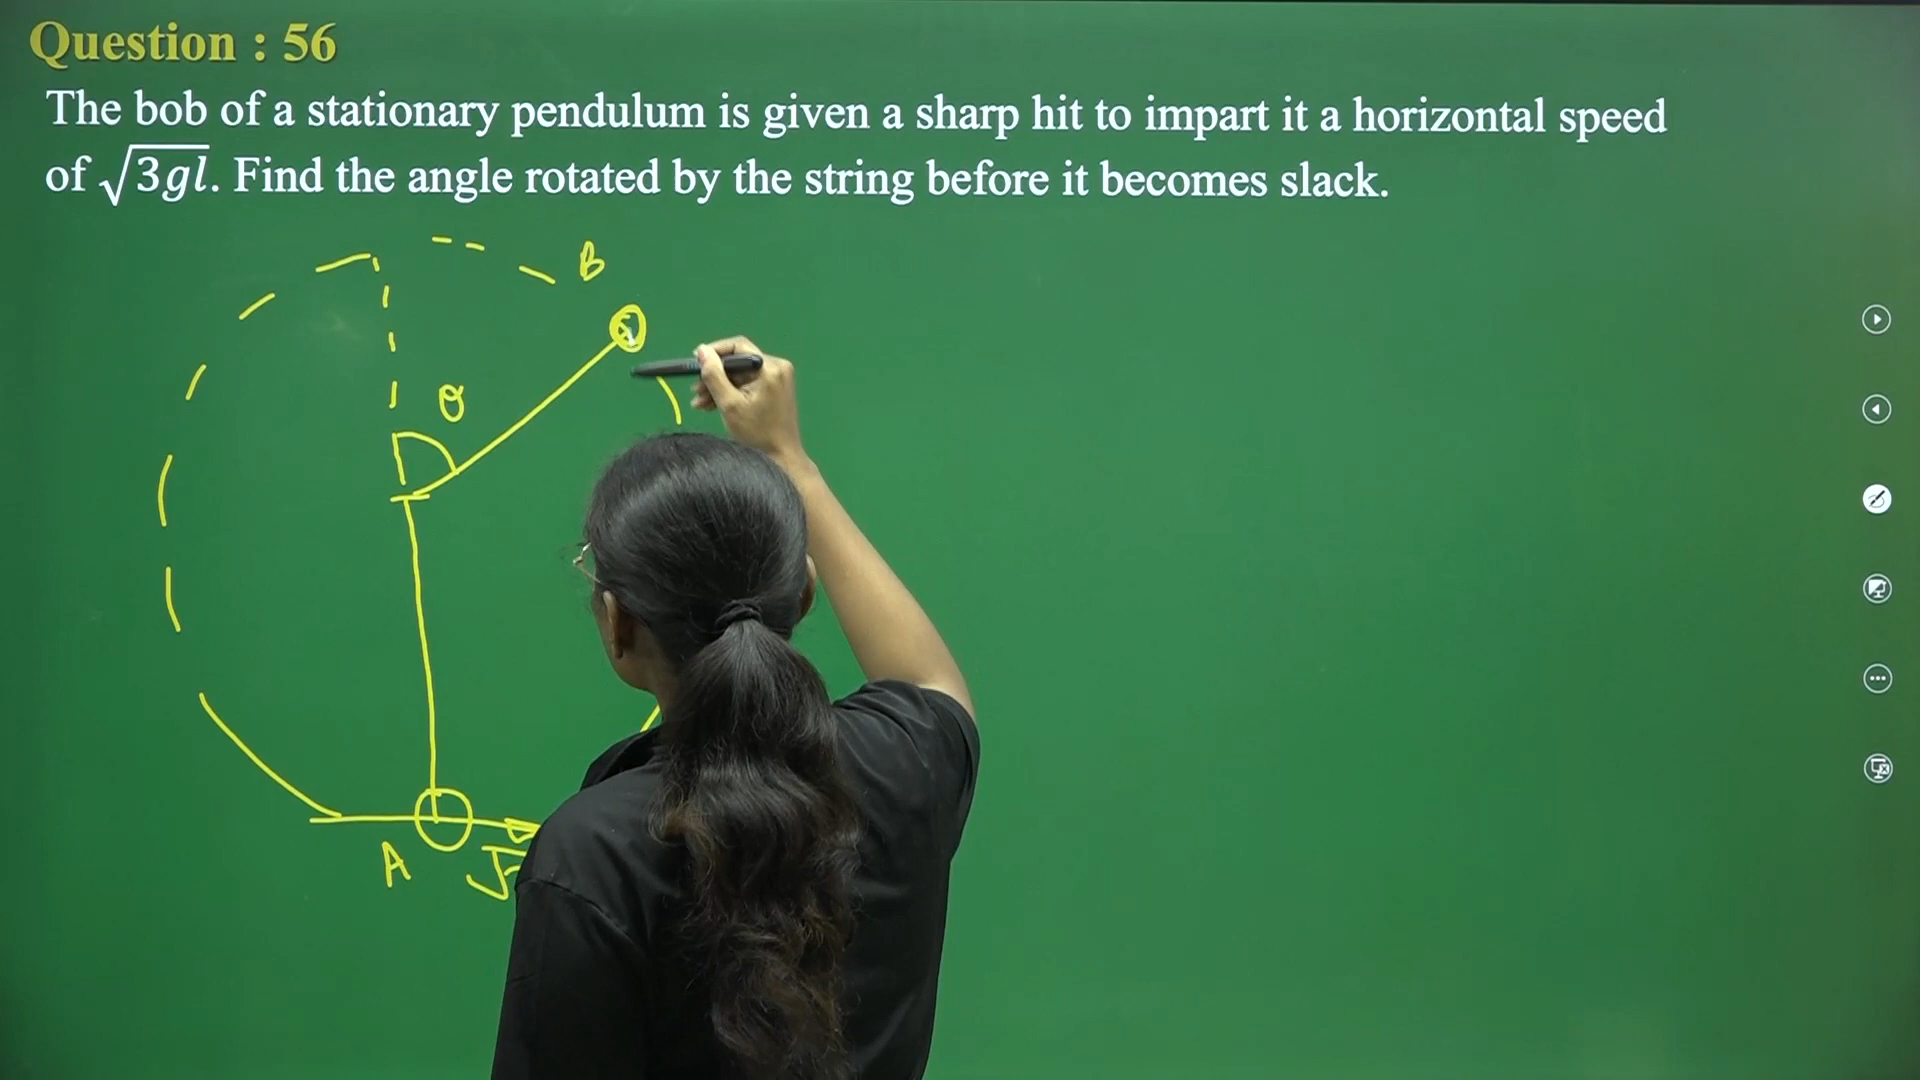 Question : 56
The bob of a stationary pendulum is given a sharp hit to impart it a horizontal speed
of √3gl. Find the angle rotated by the string before it becomes slack.
B
θ
A